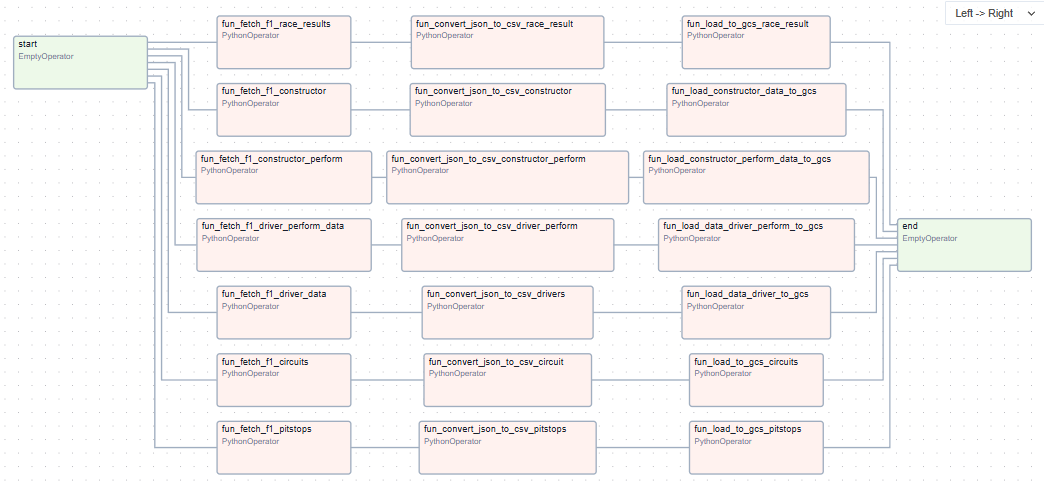 Left -> Right
start
EmptyOperator
fun_fetch_f1_race_results
PythonOperator
fun_convert_json_to_csv_race_result
PythonOperator
fun_load_to_gcs_race_result
PythonOperator
fun_fetch_f1_constructor
PythonOperator
fun_convert_json_to_csv_constructor
PythonOperator
fun_load_constructor_data_to_gcs
PythonOperator
fun_fetch_f1_constructor_perform
PythonOperator
fun_convert_json_to_csv_constructor_perform
PythonOperator
fun_load_constructor_perform_data_to_gcs
PythonOperator
fun_fetch_f1_driver_perform_data
PythonOperator
fun_convert_json_to_csv_driver_perform
PythonOperator
fun_load_data_driver_perform_to_gcs
PythonOperator
end
EmptyOperator
fun_fetch_f1_driver_data
PythonOperator
fun_convert_json_to_csv_drivers
PythonOperator
fun_load_data_driver_to_gcs
PythonOperator
fun_fetch_f1_circuits
PythonOperator
fun_convert_json_to_csv_circuit
PythonOperator
fun_load_to_gcs_circuits
PythonOperator
fun_fetch_f1_pitstops
PythonOperator
fun_convert_json_to_csv_pitstops
PythonOperator
fun_load_to_gcs_pitstops
PythonOperator